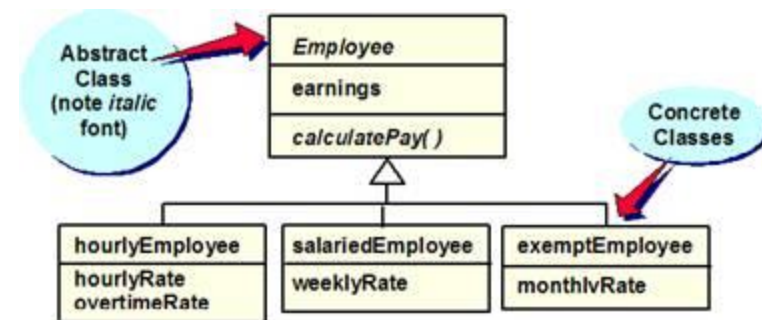 Abstract
Class
(note italic
font)
Employee
earnings
calculatePay( )
Concrete
Classes
hourlyEmployee
hourlyRate
overtimeRate
salariedEmployee
weeklyRate
exemptEmployee
monthlyRate